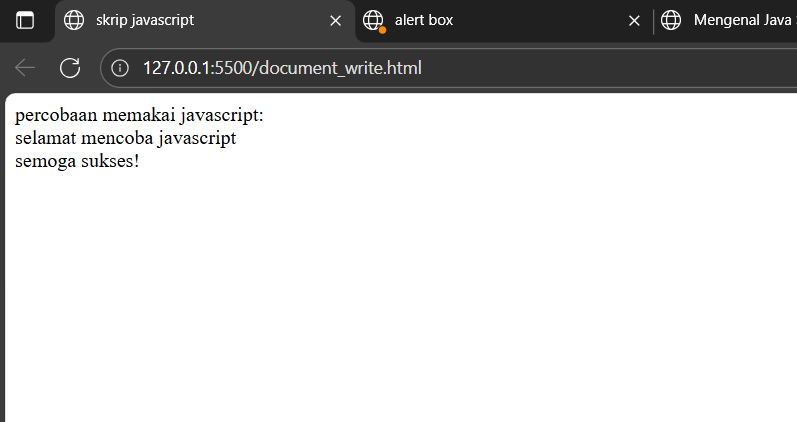 skrip javascript
alert box
Mengenal Java
127.0.0.1:5500/document_write.html
percobaan memakai javascript:
selamat mencoba javascript
semoga sukses!